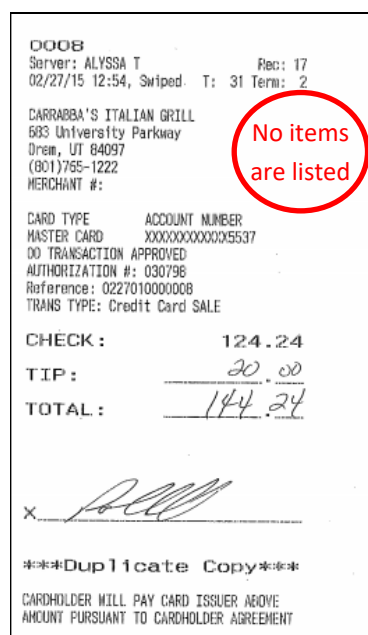 0008
Server: ALYSSA T Rec: 17
02/27/15 12:54, Swiped T: 31 Term: 2
CARRABBA'S ITALIAN GRILL
683 University Parkway
Orem, UT 84097
(801)765-1222
MERCHANT #:
No items
are listed
CARD TYPE ACCOUNT NUMBER
MASTER CARD XXXXXXXXXXXX5537
00 TRANSACTION APPROVED
AUTHORIZATION #: 030798
Reference: 0227010000008
TRANS TYPE: Credit Card SALE
CHECK: 124.24
TIP: 20.00
TOTAL: 144.24
X
***Duplicate Copy***
CARDHOLDER WILL PAY CARD ISSUER ABOVE
AMOUNT PURSUANT TO CARDHOLDER AGREEMENT